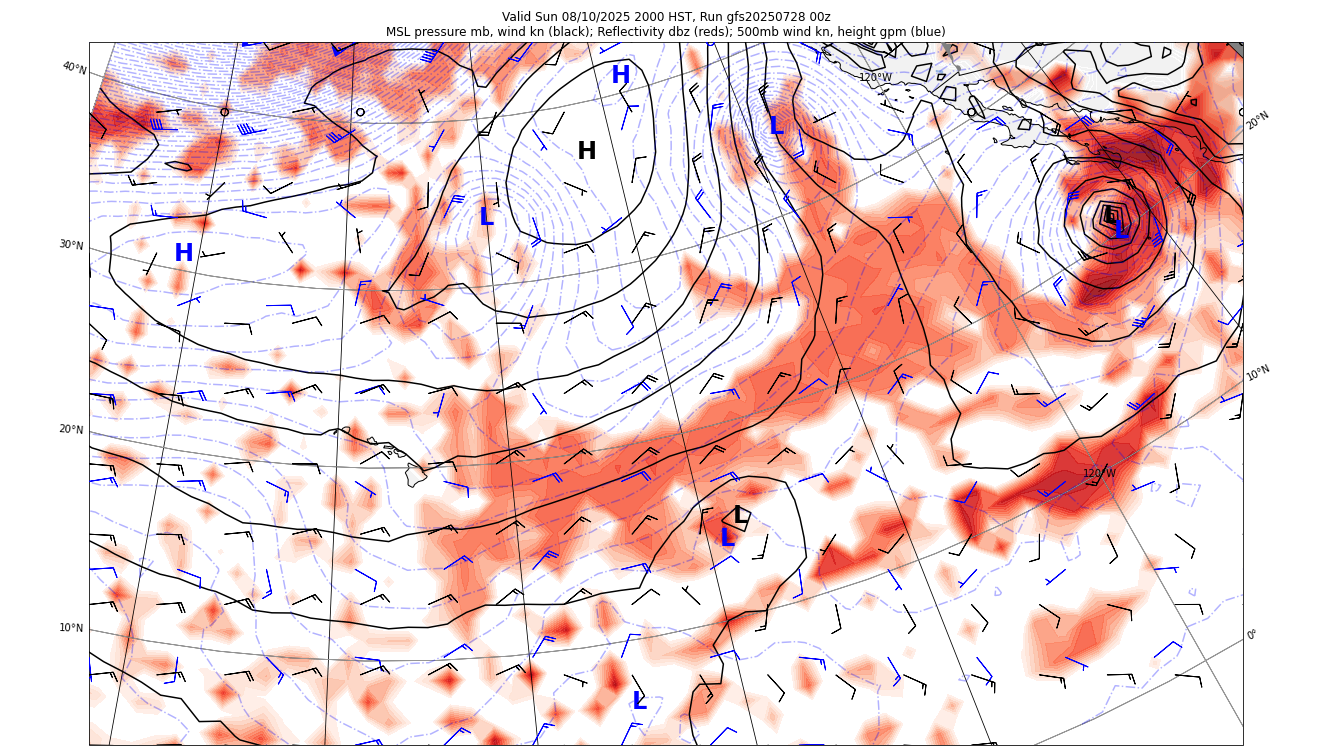 Valid Sun 08/10/2025 2000 HST, Run gfs20250728 00z
MSL pressure mb, wind kn (black); Reflectivity dbz (reds); 500mb wind kn, height gpm (blue)
40°N
H
120°W
L
20°N
H
L
L
L
30°N
H
10°N
20°N
120°W
L
L
10°N
0°
L